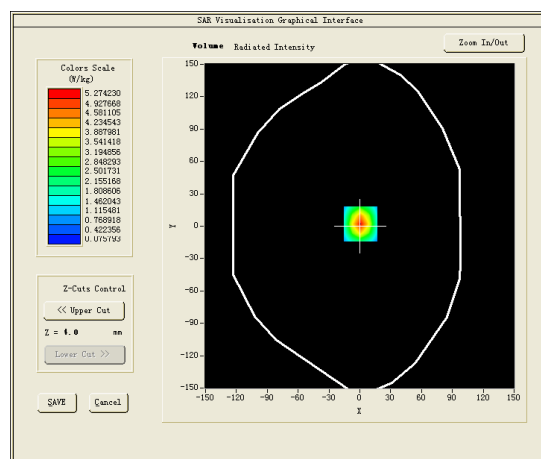 SAR Visualisation Graphical Interface
Volume Radiated Intensity
Zoom In/Out
Colors Scale
(W/kg)
5.274230
4.927668
4.581105
4.234543
3.887981
3.541418
3.194856
2.848293
2.501731
2.155168
1.808606
1.462043
1.115481
0.768918
0.422356
0.075793
Z-Cuts Control
<< Upper Cut
Z = 4.0 mm
Lower Cut >>
SAVE Cancel
150
120
90
60
30
Y 0
-30
-60
-90
-120
-150
-150 -120 -90 -60 -30 0 30 60 90 120 150
X